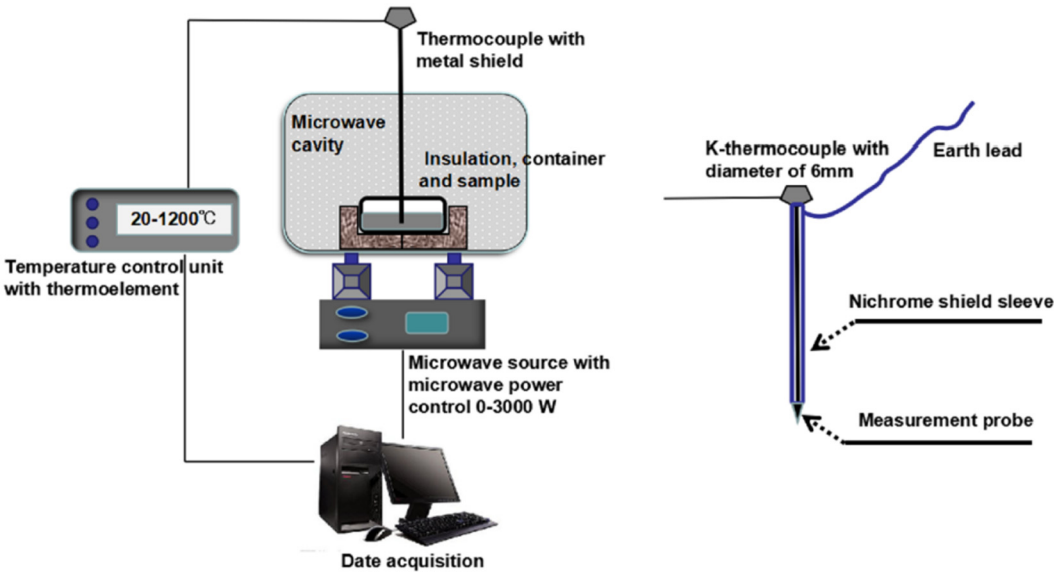 Thermocouple with
metal shield
Microwave
cavity
Insulation, container
and sample
20-1200℃
Temperature control unit
with thermoelement
Microwave source with
microwave power
control 0-3000 W
Date acquisition
K-thermocouple with
diameter of 6mm
Earth lead
Nichrome shield sleeve
Measurement probe